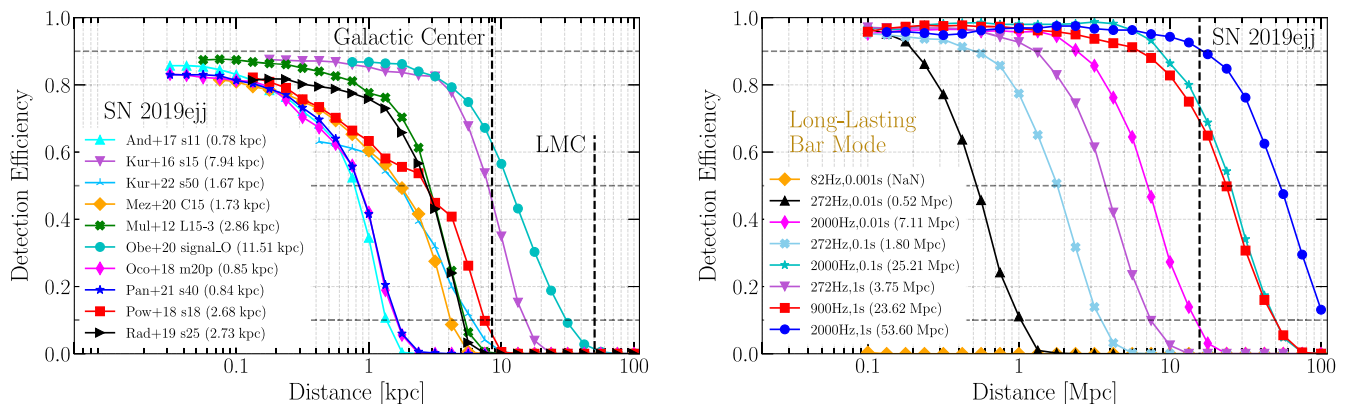 Detection Efficiency
1.0
0.8
0.6
0.4
0.2
0.0
Galactic Center
LMC
SN 2019ejj
And+17 s11 (0.78 kpc)
Kur+16 s15 (7.94 kpc)
Kur+22 s50 (1.67 kpc)
Mez+20 C15 (1.73 kpc)
Mul+12 L15-3 (2.86 kpc)
Obe+20 signal_O (11.51 kpc)
Oco+18 m20p (0.85 kpc)
Pan+21 s40 (0.84 kpc)
Pow+18 s18 (2.68 kpc)
Rad+19 s25 (2.73 kpc)
0.1 1 10 100
Distance [kpc]
Detection Efficiency
1.0
0.8
0.6
0.4
0.2
0.0
SN 2019ejj
Long-Lasting
Bar Mode
82Hz,0.001s (NaN)
272Hz,0.01s (0.52 Mpc)
2000Hz,0.01s (7.11 Mpc)
272Hz,0.1s (1.80 Mpc)
2000Hz,0.1s (25.21 Mpc)
272Hz,1s (3.75 Mpc)
900Hz,1s (23.62 Mpc)
2000Hz,1s (53.60 Mpc)
0.1 1 10 100
Distance [Mpc]